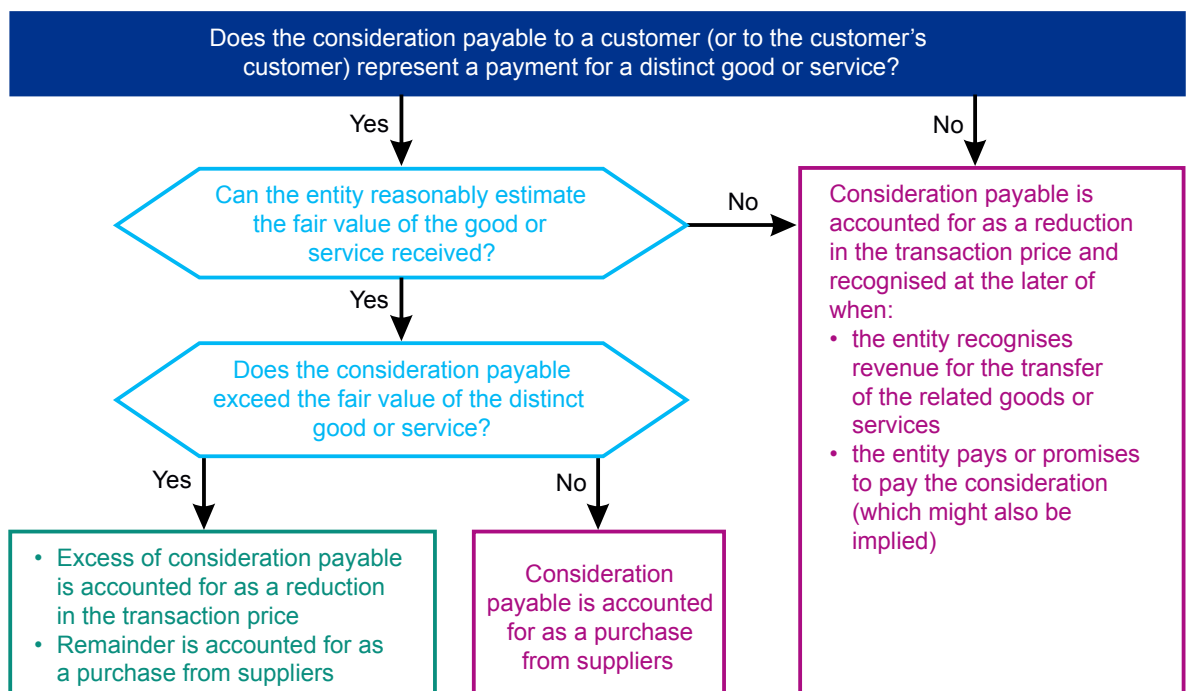 Does the consideration payable to a customer (or to the customer's
customer) represent a payment for a distinct good or service?
Yes
No
Can the entity reasonably estimate
the fair value of the good or
service received?
No
Yes
Does the consideration payable
exceed the fair value of the distinct
good or service?
Yes
No
• Excess of consideration payable
is accounted for as a reduction
in the transaction price
• Remainder is accounted for as
a purchase from suppliers
Consideration
payable is accounted
for as a purchase
from suppliers
Consideration payable is
accounted for as a reduction
in the transaction price and
recognised at the later of
when:
• the entity recognises
revenue for the transfer
of the related goods or
services
• the entity pays or promises
to pay the consideration
(which might also be
implied)